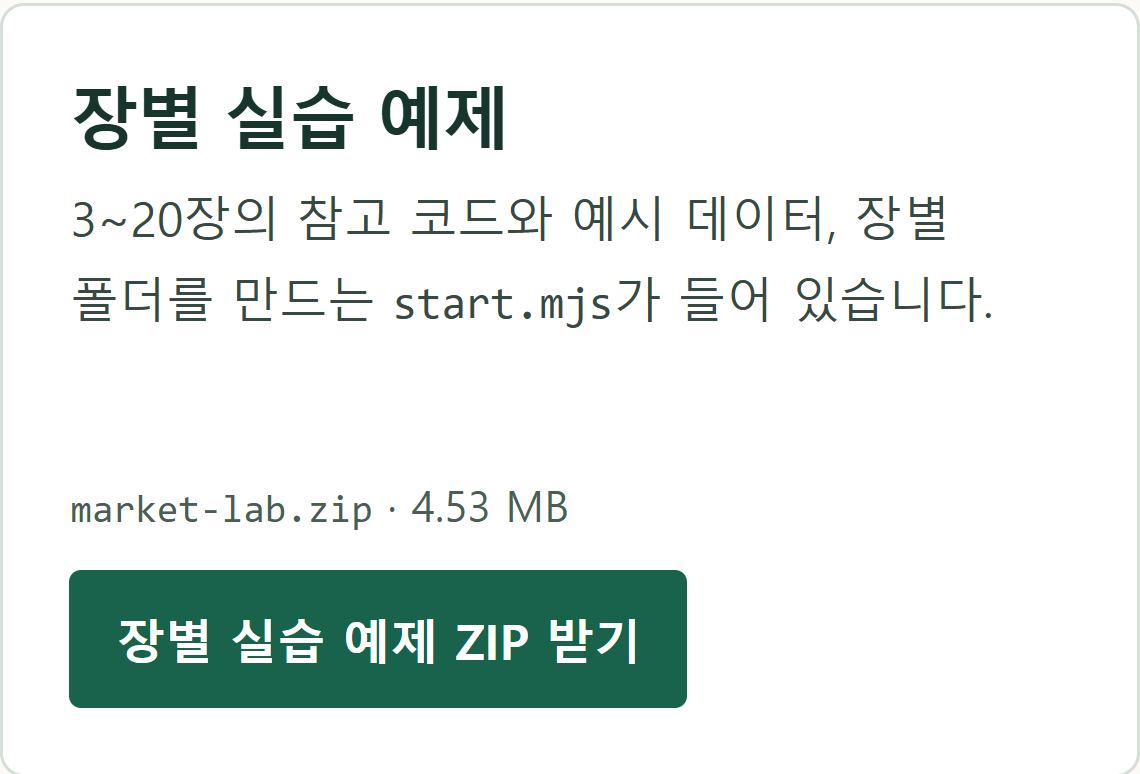 장별 실습 예제
3~20장의 참고 코드와 예시 데이터, 장별
폴더를 만드는 start.mjs가 들어 있습니다.
market-lab.zip · 4.53 MB
장별 실습 예제 ZIP 받기